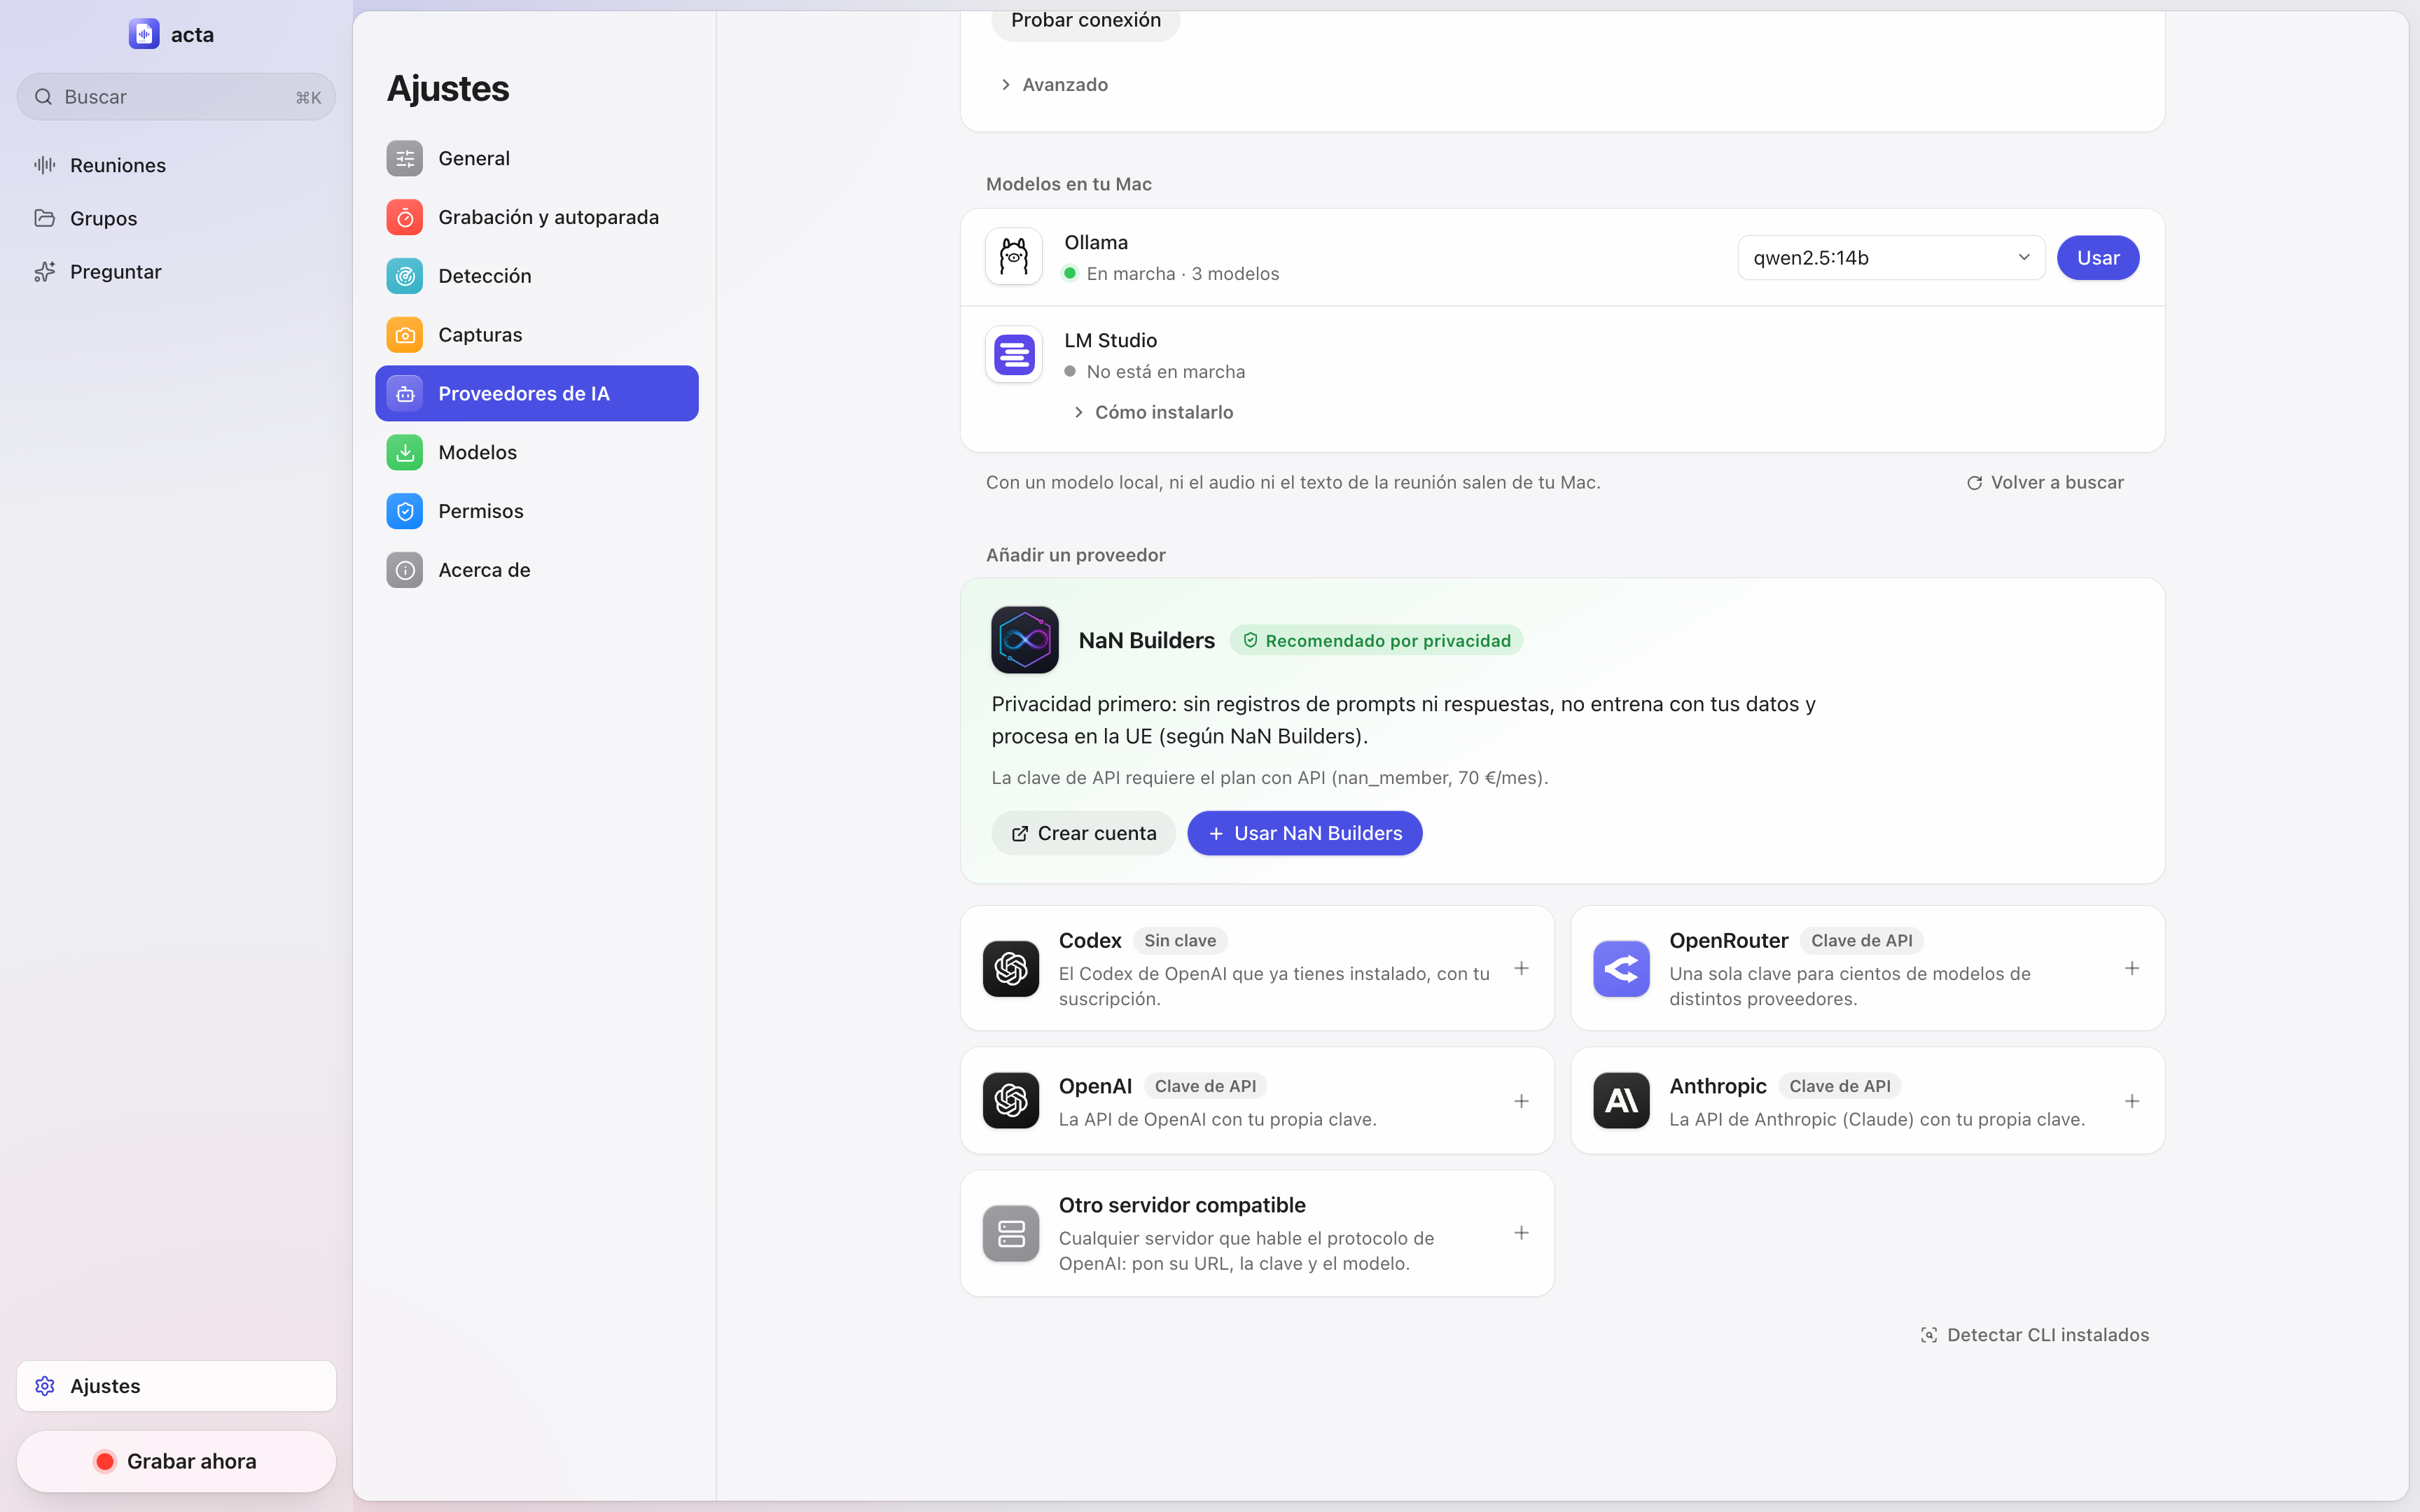 acta
Buscar ⌘K
Reuniones
Grupos
Preguntar
Ajustes
Grabar ahora
Ajustes
General
Grabación y autoparada
Detección
Capturas
Proveedores de IA
Modelos
Permisos
Acerca de
Probar conexión
Avanzado
Modelos en tu Mac
Ollama
En marcha · 3 modelos
qwen2.5:14b
Usar
LM Studio
No está en marcha
Cómo instalarlo
Con un modelo local, ni el audio ni el texto de la reunión salen de tu Mac.
Volver a buscar
Añadir un proveedor
NaN Builders
Recomendado por privacidad
Privacidad primero: sin registros de prompts ni respuestas, no entrena con tus datos y
procesa en la UE (según NaN Builders).
La clave de API requiere el plan con API (nan_member, 70 €/mes).
Crear cuenta
+ Usar NaN Builders
Codex Sin clave
El Codex de OpenAI que ya tienes instalado, con tu
suscripción.
OpenRouter Clave de API
Una sola clave para cientos de modelos de
distintos proveedores.
OpenAI Clave de API
La API de OpenAI con tu propia clave.
Anthropic Clave de API
La API de Anthropic (Claude) con tu propia clave.
Otro servidor compatible
Cualquier servidor que hable el protocolo de
OpenAI: pon su URL, la clave y el modelo.
Detectar CLI instalados